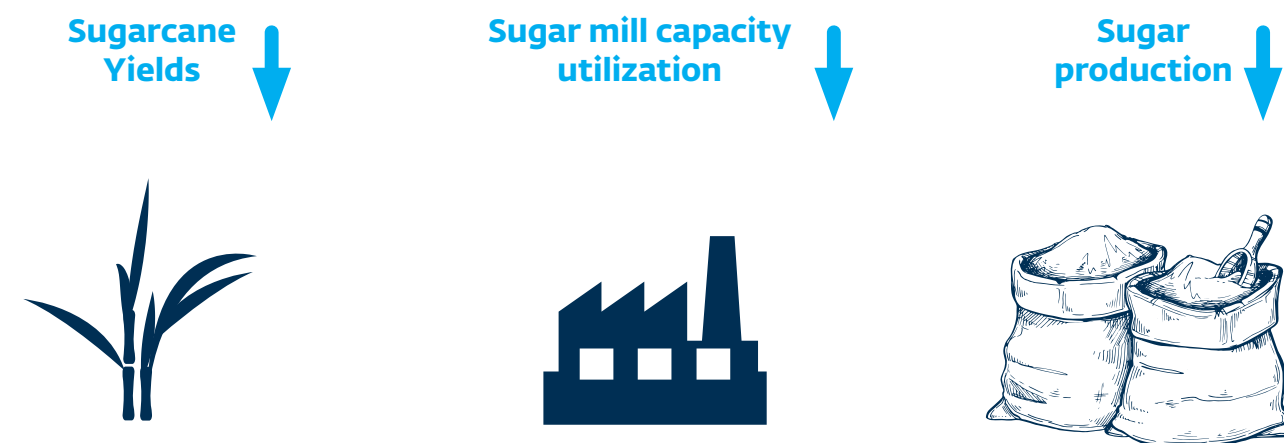 Sugarcane
Yields
Sugar mill capacity
utilization
Sugar
production